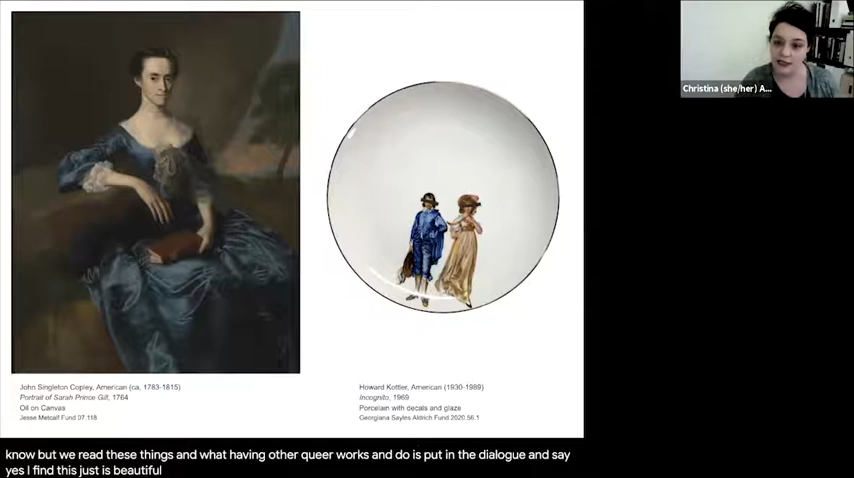 Christina (she/her) A...
John Singleton Copley, American (ca, 1783-1815)
Portrait of Sarah Prince Gill, 1764
Oil on Canvas
Jesse Metcalf Fund 07.118
Howard Kottler, American (1930-1989)
Incognito, 1969
Porcelain with decals and glaze
Georgiana Sayles Aldrich Fund 2020.56.1
know but we read these things and what having other queer works and do is put in the dialogue and say
yes I find this just is beautiful